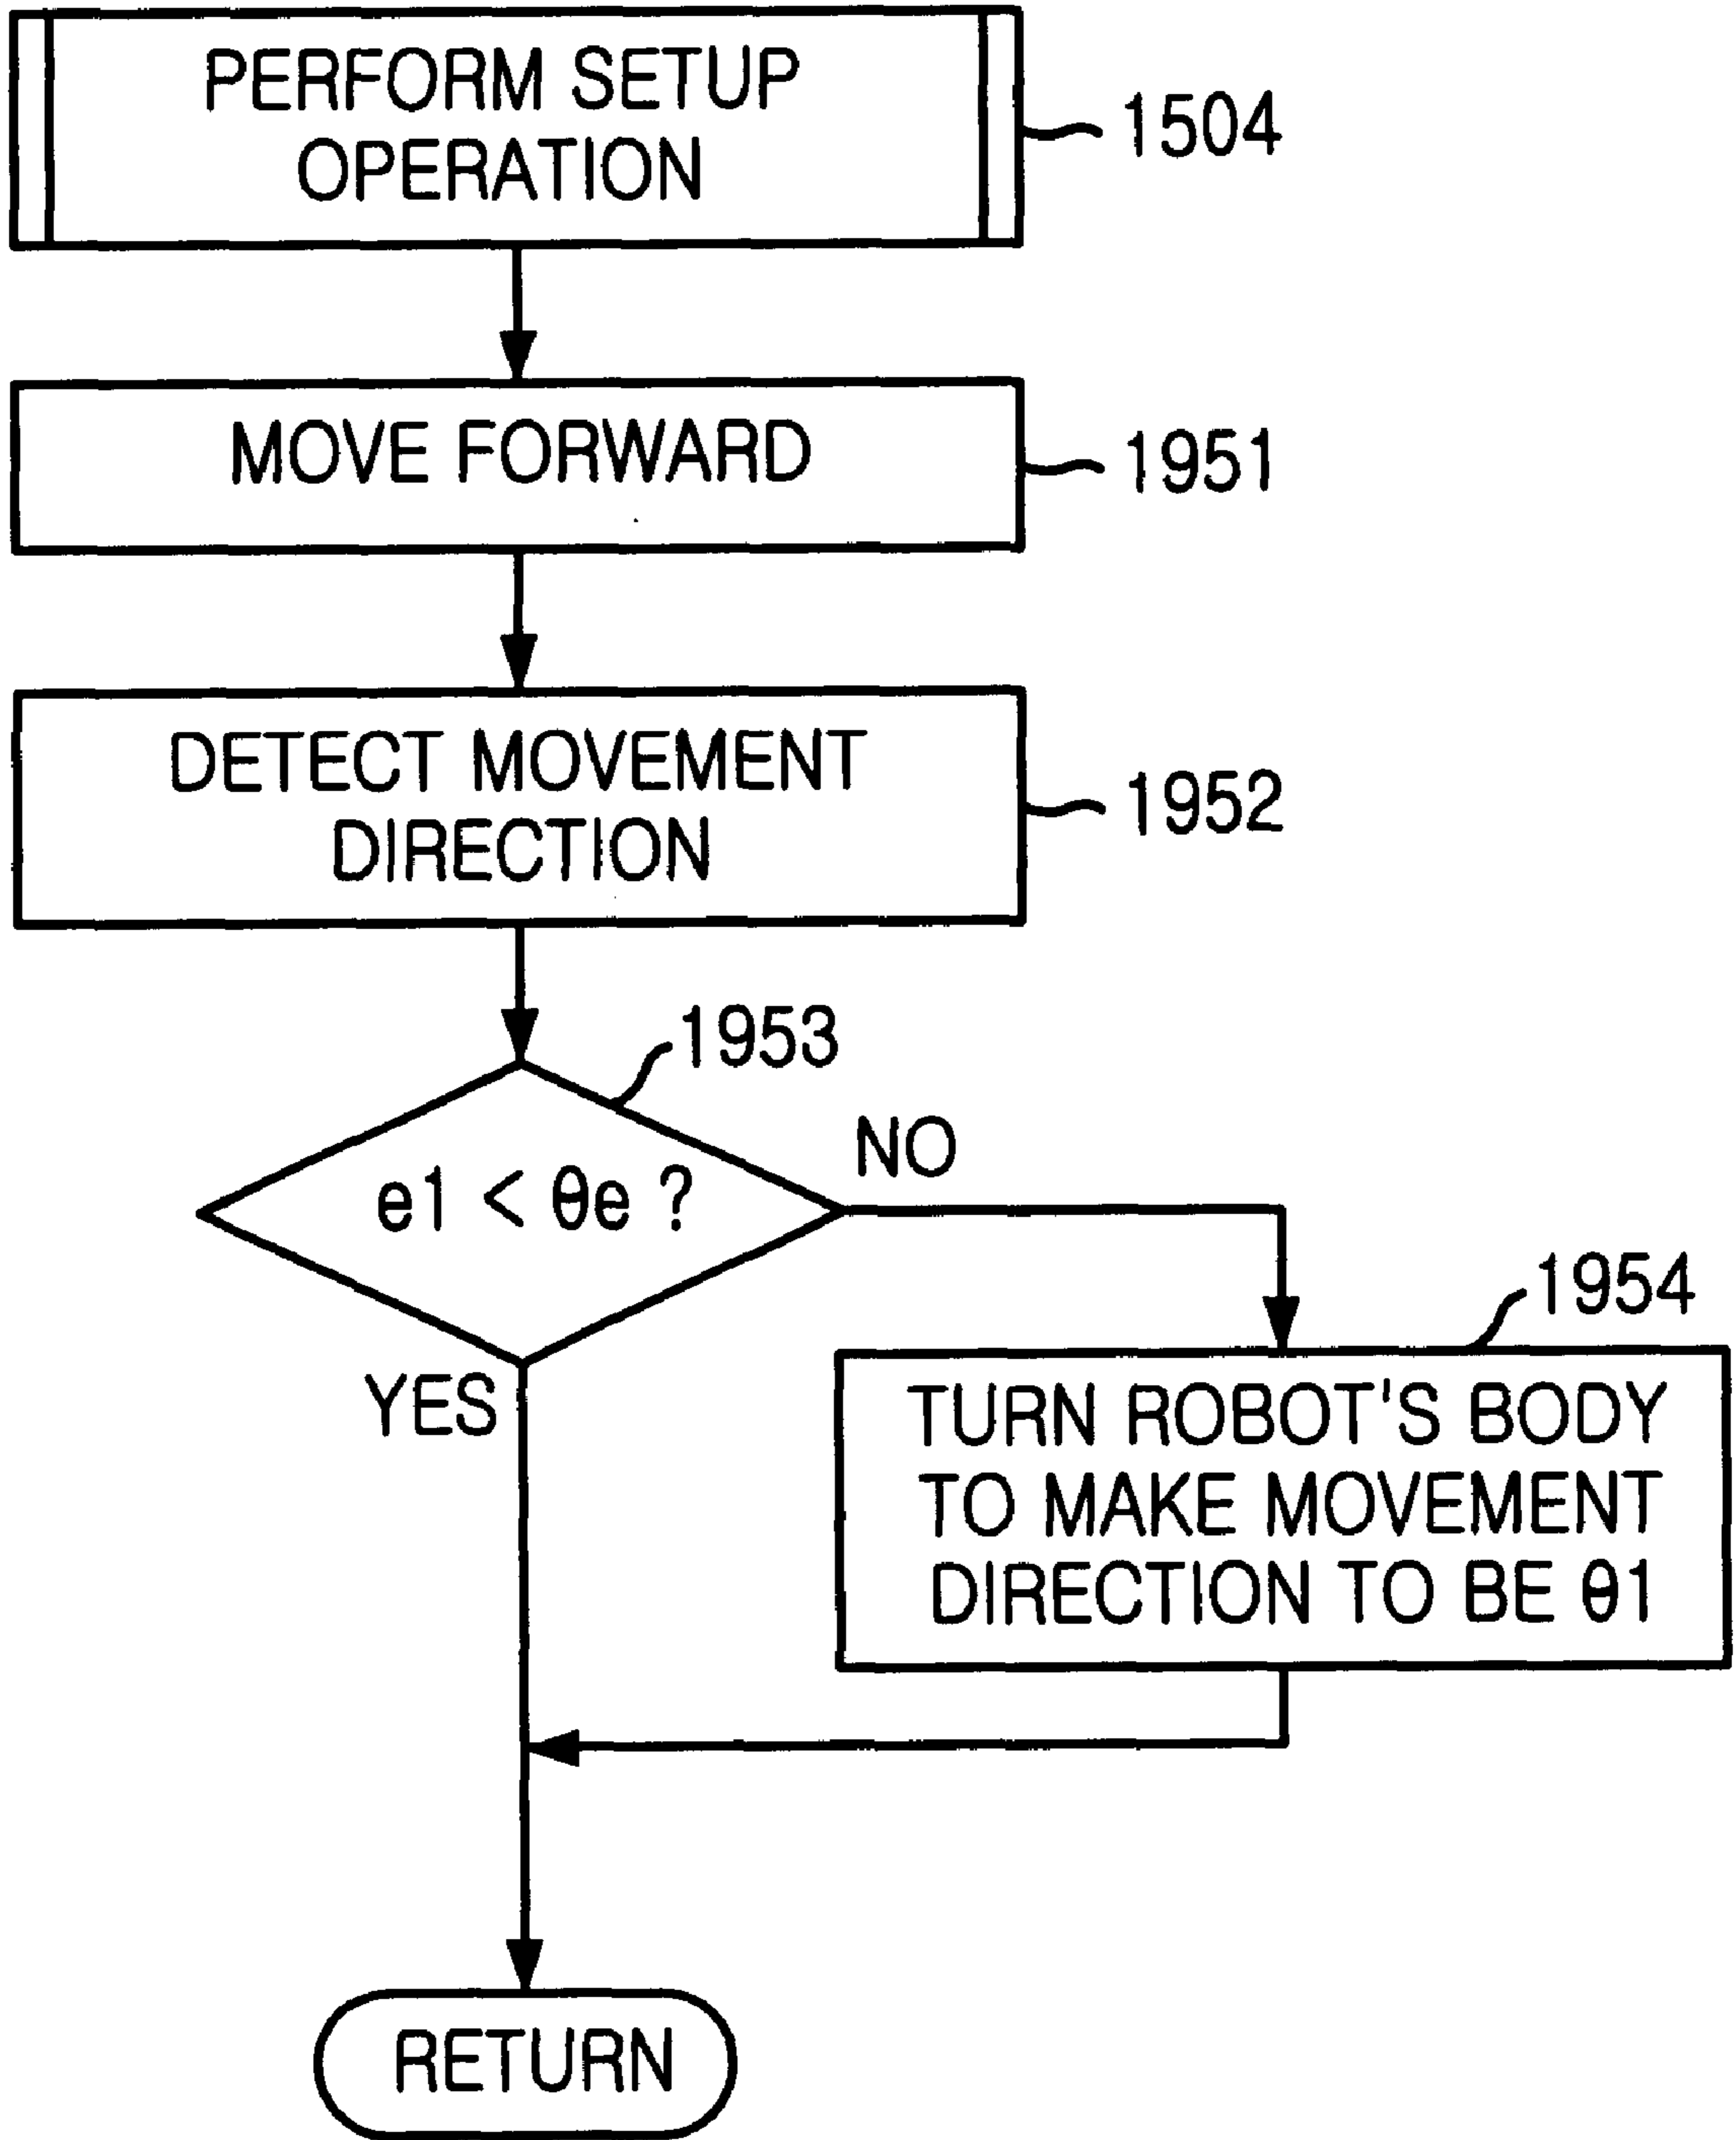 PERFORM SETUP
OPERATION
1504
MOVE FORWARD
1951
DETECT MOVEMENT
DIRECTION
1952
1953
e1 < θe ?
NO
YES
1954
TURN ROBOT'S BODY
TO MAKE MOVEMENT
DIRECTION TO BE θ1
RETURN